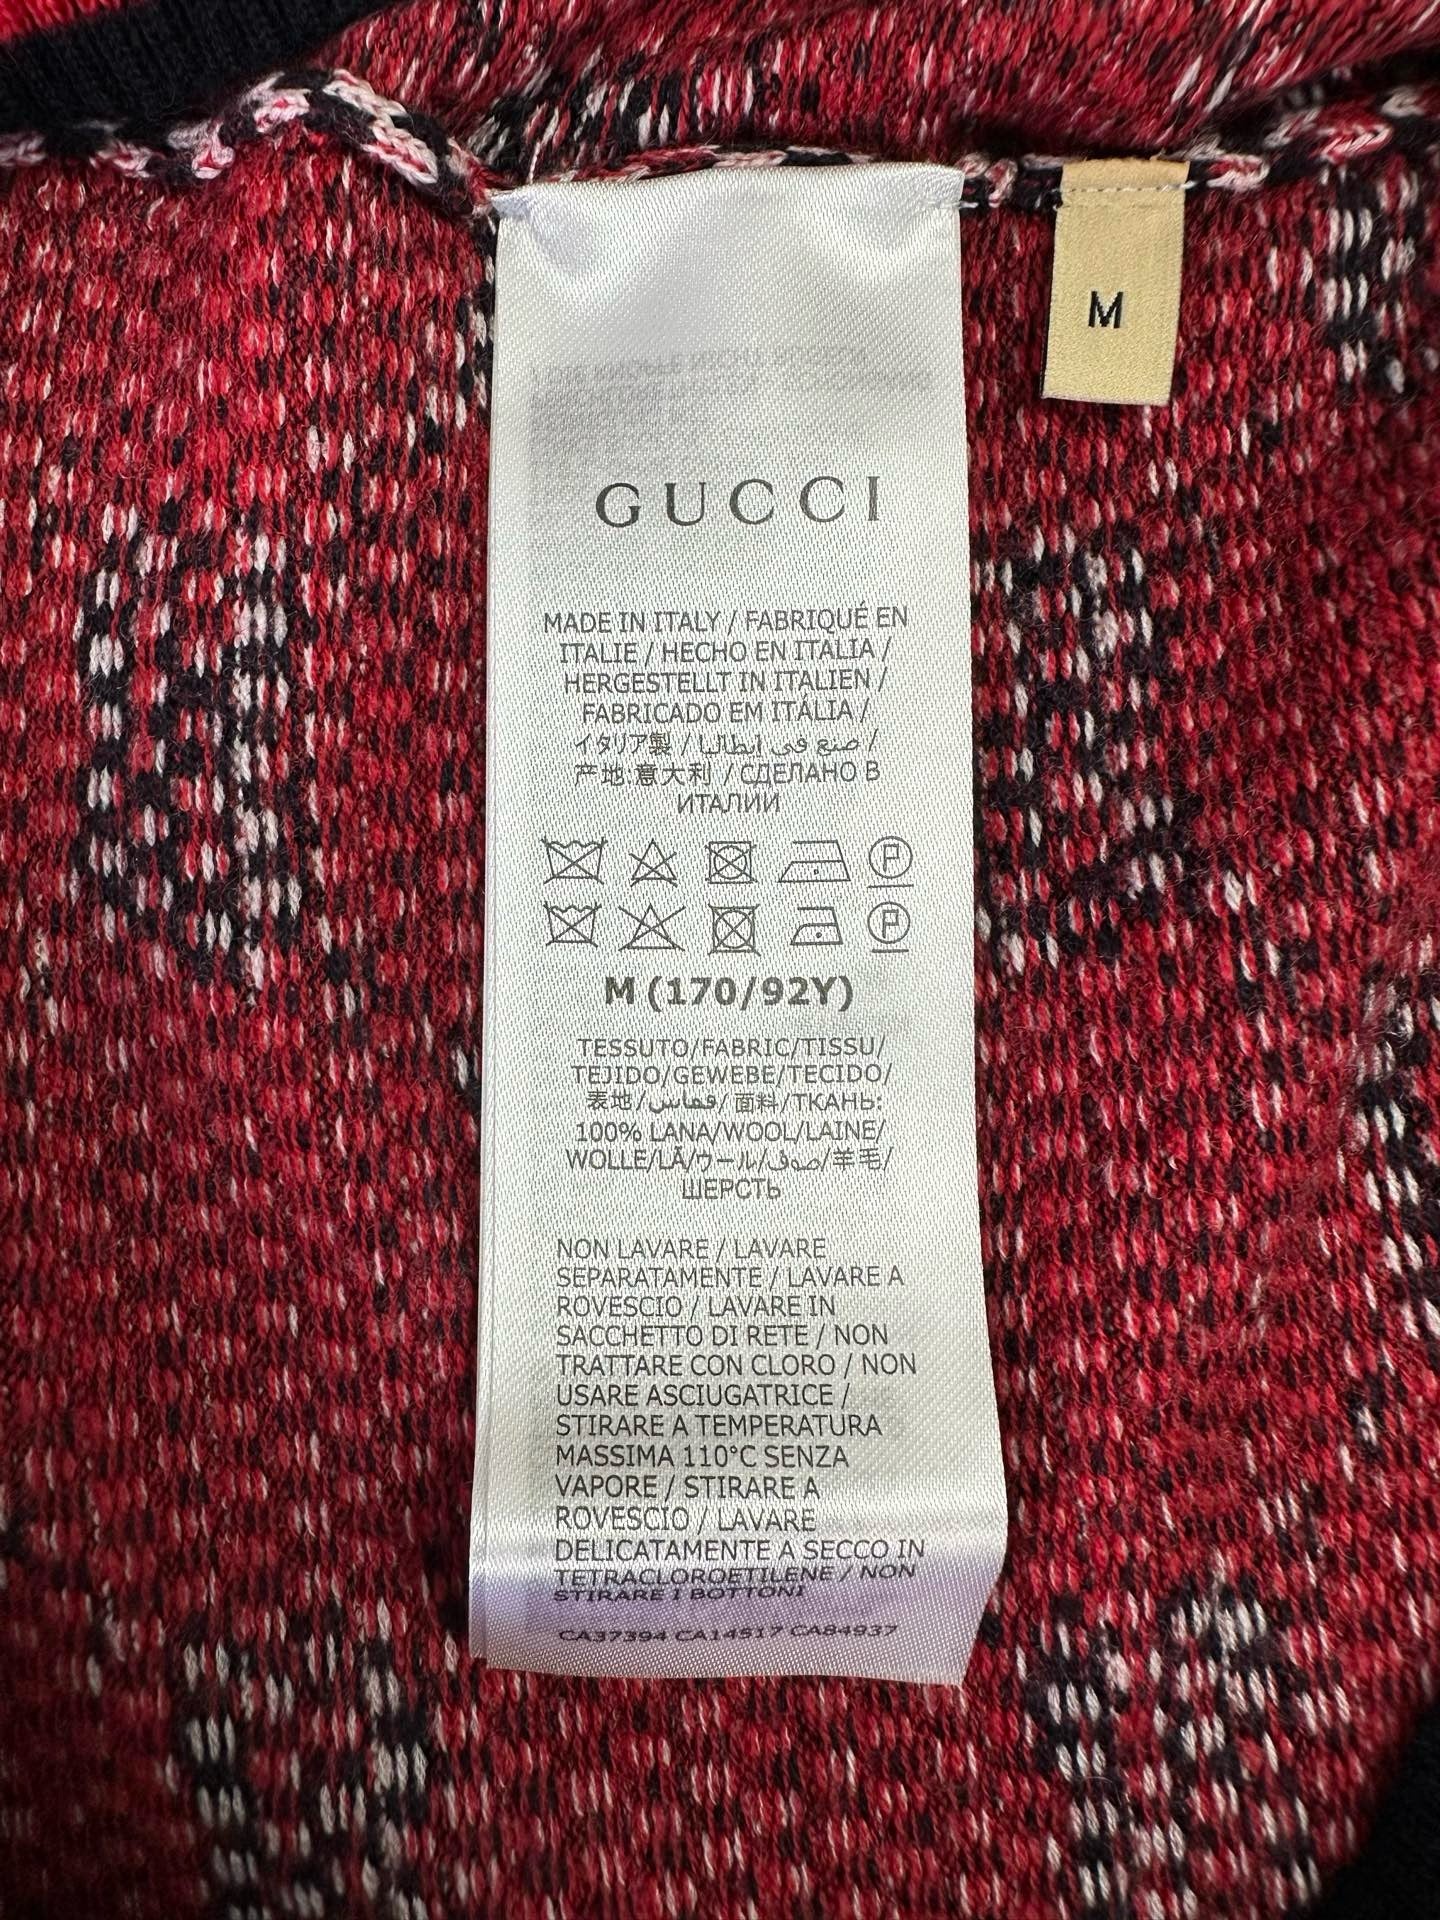 M
GUCCI
MADE IN ITALY / FABRIQUÉ EN
ITALIE / HECHO EN ITALIA /
HERGESTELLT IN ITALIEN /
FABRICADO EM ITÁLIA /
イタリア製 / صنع في إيطاليا /
产地:意大利 / СДЕЛАНО В
ИТАЛИИ
P
P
M (170/92Y)
TESSUTO/FABRIC/TISSU/
TEJIDO/GEWEBE/TECIDO/
表地/قماس/面料/ТКАНЬ:
100% LANA/WOOL/LAINE/
WOLLE/LÃ/ウール/صوف/羊毛/
ШЕРСТЬ
NON LAVARE / LAVARE
SEPARATAMENTE / LAVARE A
ROVESCIO / LAVARE IN
SACCHETTO DI RETE / NON
TRATTARE CON CLORO / NON
USARE ASCIUGATRICE /
STIRARE A TEMPERATURA
MASSIMA 110°C SENZA
VAPORE / STIRARE A
ROVESCIO / LAVARE
DELICATAMENTE A SECCO IN
TETRACLOROETILENE / NON
STIRARE I BOTTONI
CA37394 CA14517 CA84937